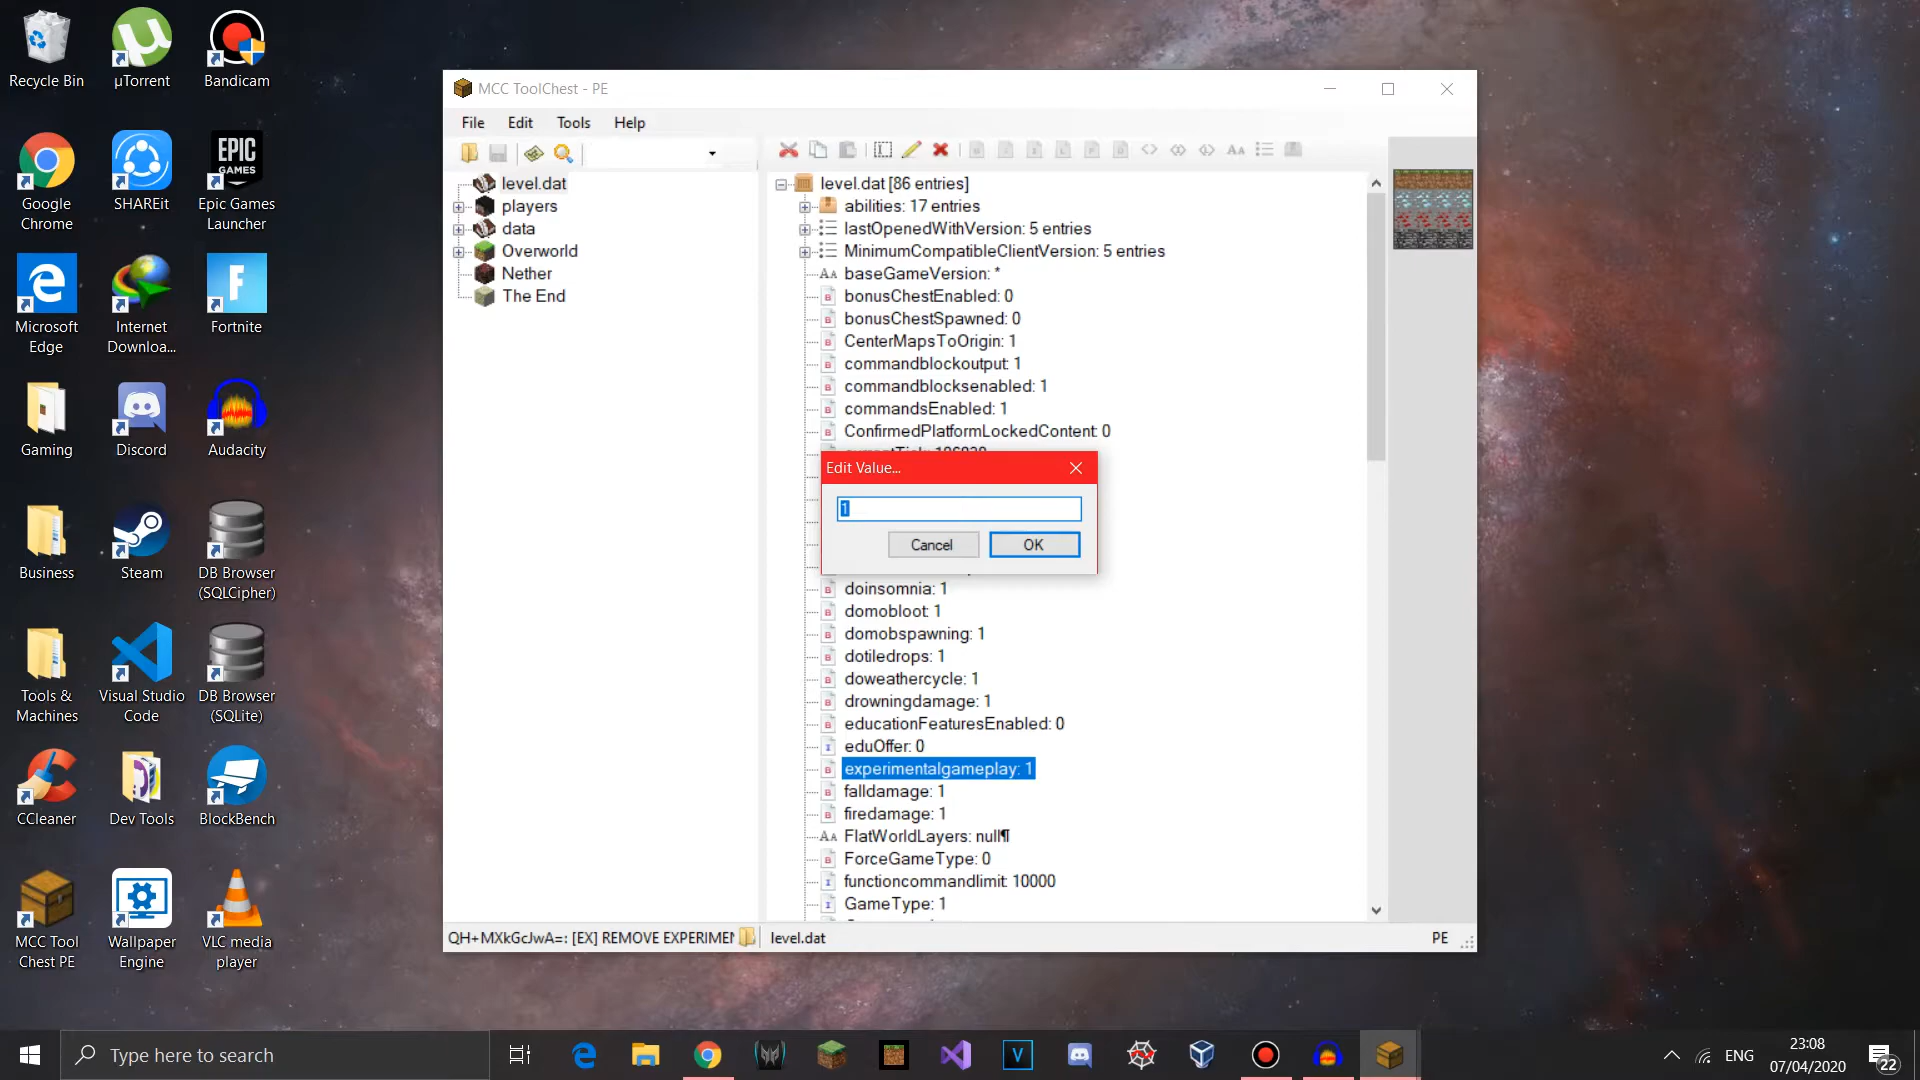 Recycle Bin
µTorrent
Bandicam
Google
Chrome
SHAREit
EPIC
GAMES
Epic Games
Launcher
Microsoft
Edge
Internet
Downloa...
Fortnite
Gaming
Discord
Audacity
Business
Steam
DB Browser
(SQLCipher)
Tools &
Machines
Visual Studio
Code
DB Browser
(SQLite)
CCleaner
Dev Tools
BlockBench
MCC Tool
Chest PE
Wallpaper
Engine
VLC media
player
MCC ToolChest - PE
File Edit Tools Help
level.dat
players
data
Overworld
Nether
The End
level.dat [86 entries]
abilities: 17 entries
lastOpenedWithVersion: 5 entries
MinimumCompatibleClientVersion: 5 entries
baseGameVersion: *
bonusChestEnabled: 0
bonusChestSpawned: 0
CenterMapsToOrigin: 1
commandblockoutput: 1
commandblocksenabled: 1
commandsEnabled: 1
ConfirmedPlatformLockedContent: 0
Edit Value...
1
Cancel OK
doinsomnia: 1
domobloot: 1
domobspawning: 1
dotiledrops: 1
doweathercycle: 1
drowningdamage: 1
educationFeaturesEnabled: 0
eduOffer: 0
experimentalgameplay: 1
falldamage: 1
firedamage: 1
FlatWorldLayers: null¶
ForceGameType: 0
functioncommandlimit: 10000
GameType: 1
QH+MXkGcJwA=: [EX] REMOVE EXPERIMEN
level.dat
PE
Type here to search
ENG
23:08
07/04/2020
22